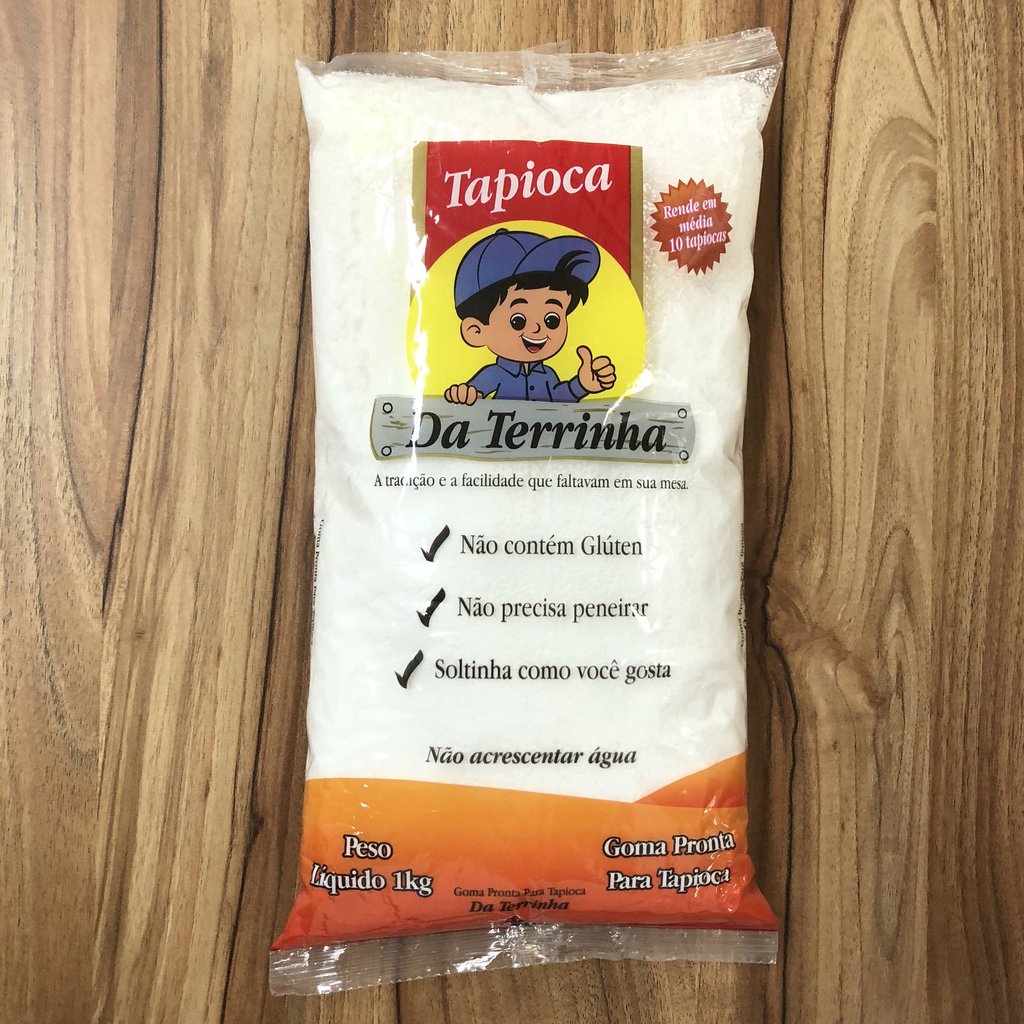 Tapioca
Rende em
média
10 tapiocas
Da Terrinha
A tradição e a facilidade que faltavam em sua mesa.
Não contém Glúten
Não precisa peneirar
Soltinha como você gosta
Não acrescentar água
Peso
Líquido 1kg
Goma Pronta
Para Tapioca
Goma Pronta Para Tapioca
Da Terrinha